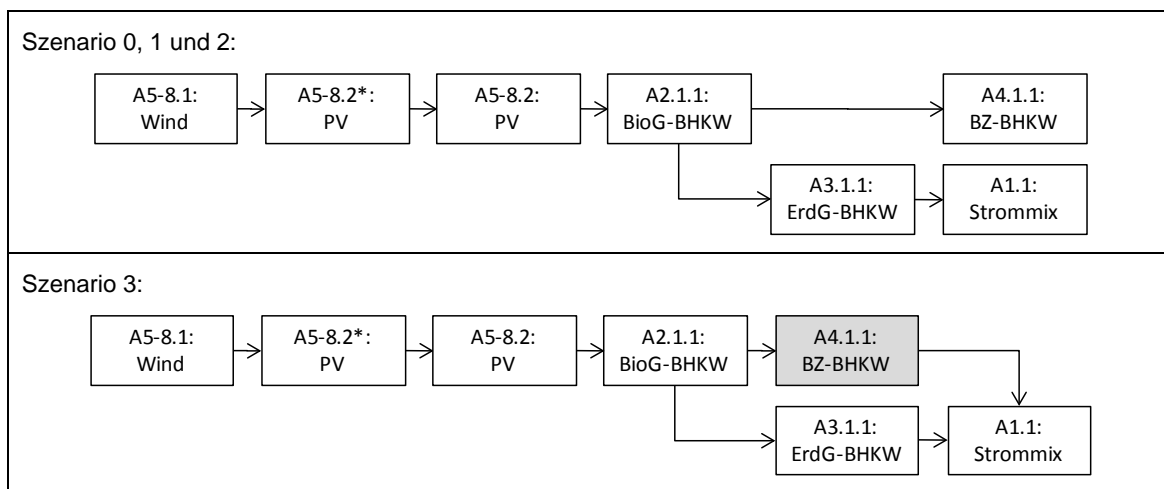 Szenario 0, 1 und 2:
A5-8.1:
Wind
A5-8.2*:
PV
A5-8.2:
PV
A2.1.1:
BioG-BHKW
A4.1.1:
BZ-BHKW
A3.1.1:
ErdG-BHKW
A1.1:
Strommix
Szenario 3:
A5-8.1:
Wind
A5-8.2*:
PV
A5-8.2:
PV
A2.1.1:
BioG-BHKW
A4.1.1:
BZ-BHKW
A3.1.1:
ErdG-BHKW
A1.1:
Strommix